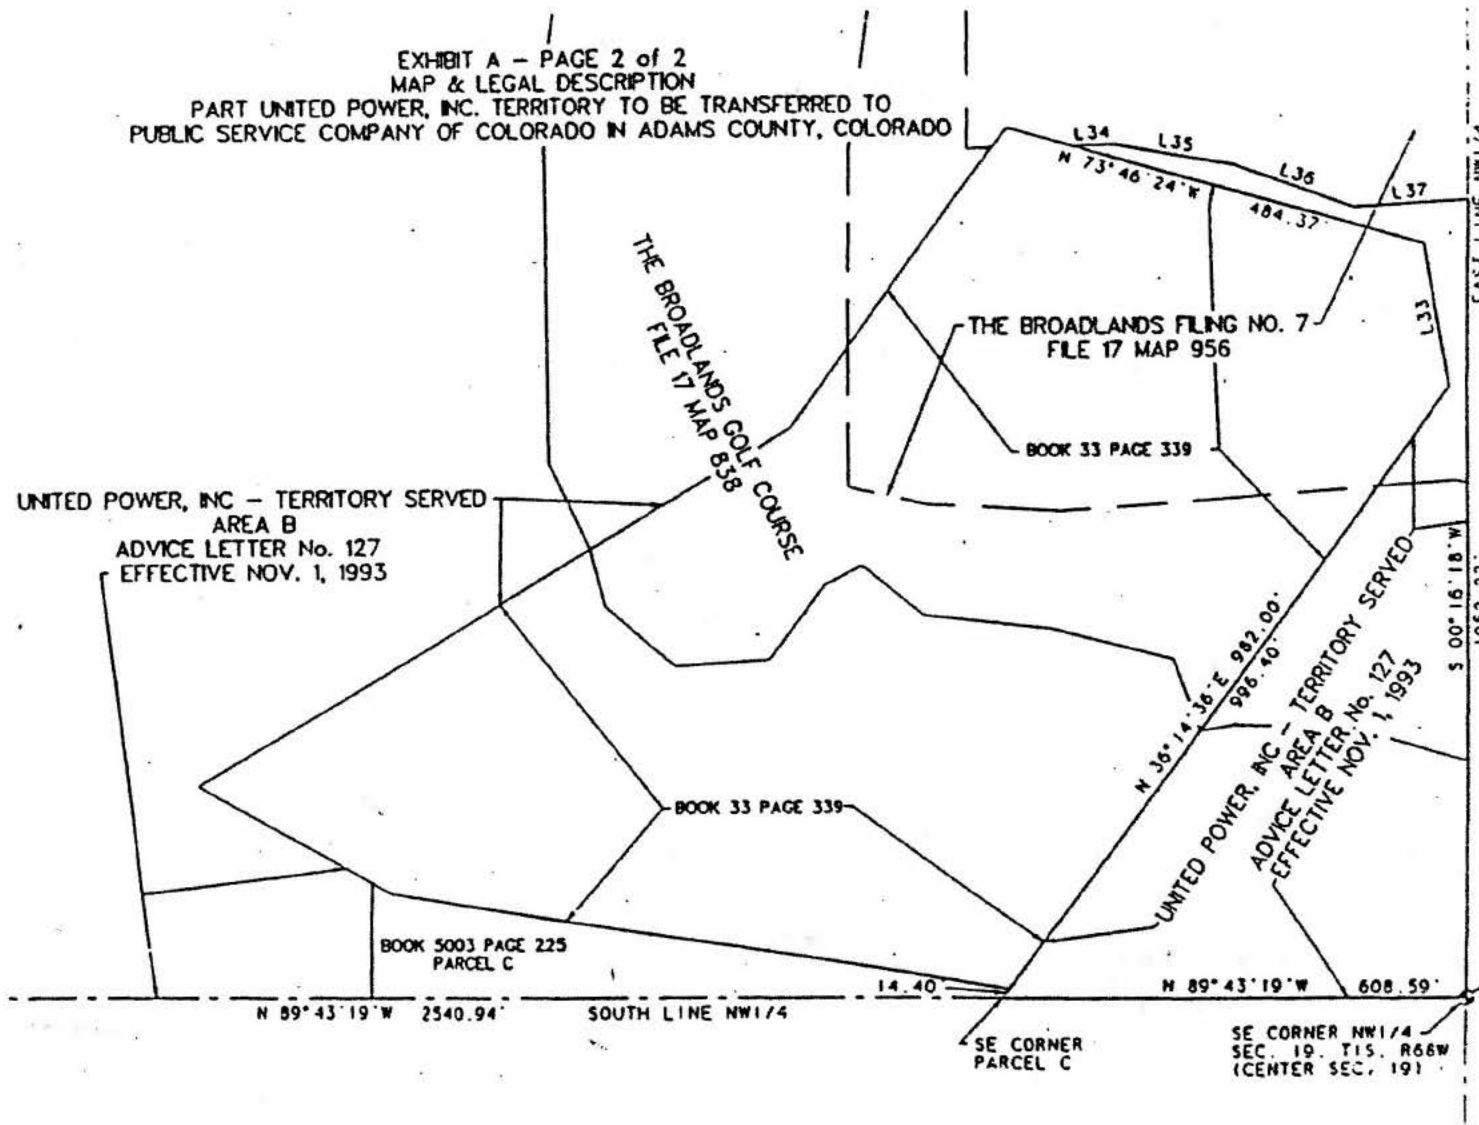 EXHIBIT A – PAGE 2 of 2
MAP & LEGAL DESCRIPTION
PART UNITED POWER, INC. TERRITORY TO BE TRANSFERRED TO
PUBLIC SERVICE COMPANY OF COLORADO IN ADAMS COUNTY, COLORADO
L34
L35
L36
L37
N 73°46'24"W
484.37'
L33
THE BROADLANDS GOLF COURSE
FILE 17 MAP 838
THE BROADLANDS FILING NO. 7
FILE 17 MAP 956
BOOK 33 PAGE 339
UNITED POWER, INC – TERRITORY SERVED
AREA B
ADVICE LETTER No. 127
EFFECTIVE NOV. 1, 1993
S 00°16'18"W
N 36°14'36"E 982.00'
996.40'
UNITED POWER, INC – TERRITORY SERVED
AREA B
ADVICE LETTER No. 127
EFFECTIVE NOV. 1, 1993
BOOK 33 PAGE 339
BOOK 5003 PAGE 225
PARCEL C
14.40'
N 89°43'19"W 608.59'
N 89°43'19"W 2540.94' SOUTH LINE NW1/4
SE CORNER
PARCEL C
SE CORNER NW1/4
SEC. 19. T1S. R68W
(CENTER SEC. 19)